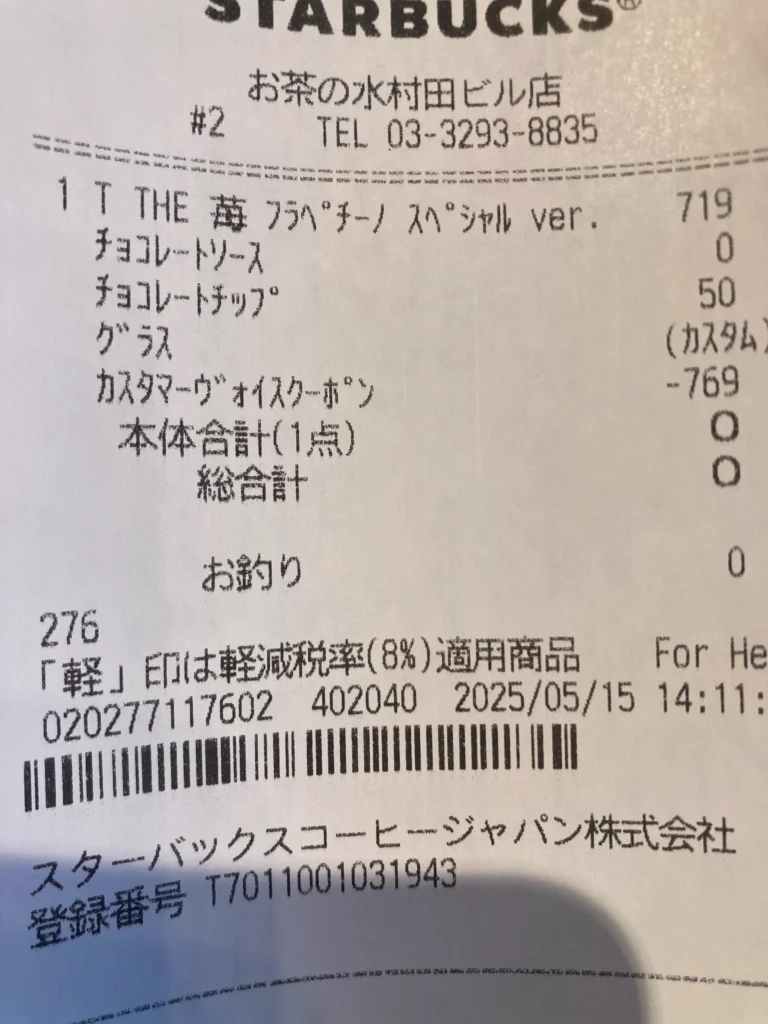 STARBUCKS®
お茶の水村田ビル店
#2 TEL 03-3293-8835
1 T THE 苺 フラペチーノ スペシャル ver. 719
チョコレートソース 0
チョコレートチップ 50
グラス (カスタム)
カスタマーヴォイスクーポン -769
本体合計(1点) 0
総合計 0
お釣り 0
276
「軽」印は軽減税率(8%)適用商品 For He
020277117602 402040 2025/05/15 14:11:
スターバックスコーヒージャパン株式会社
登録番号 T7011001031943